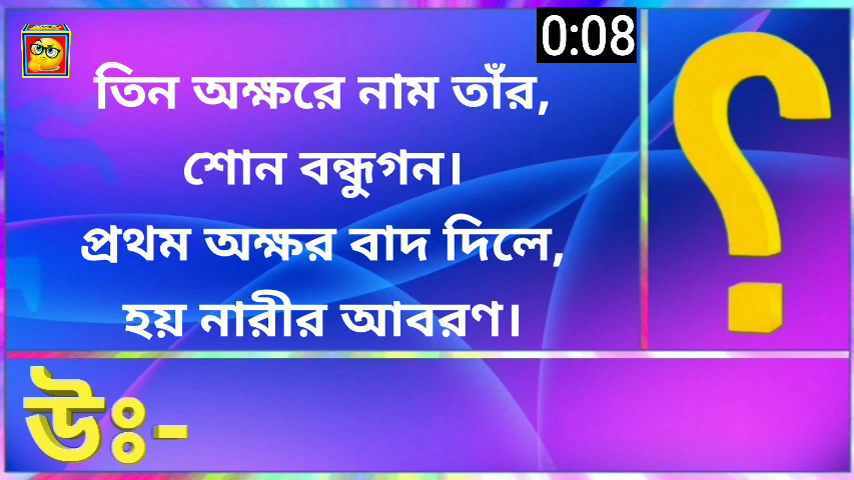 0:08
তিন অক্ষরে নাম তাঁর,
শোন বন্ধুগন।
প্রথম অক্ষর বাদ দিলে,
হয় নারীর আবরণ।
?
উঃ-